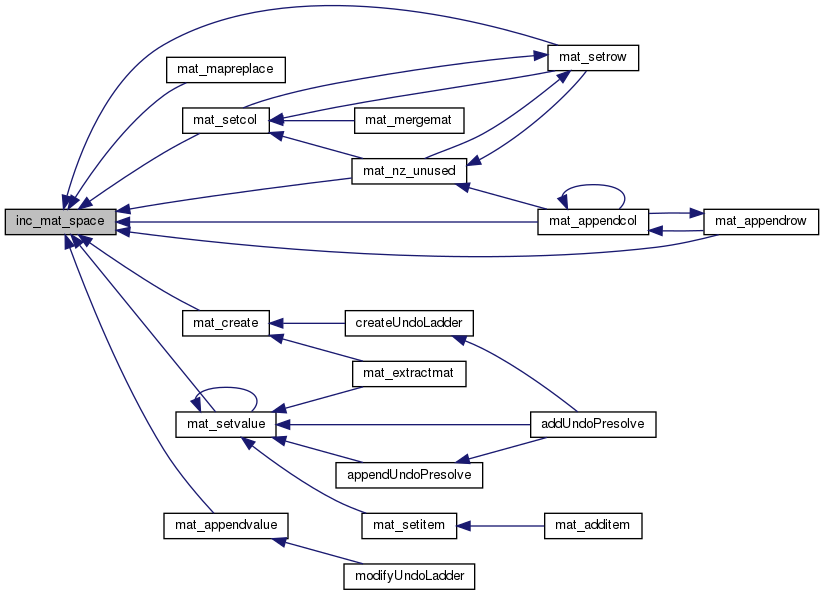 mat_setrow
mat_mapreplace
mat_setcol
mat_mergemat
mat_nz_unused
inc_mat_space
mat_appendcol
mat_appendrow
mat_create
createUndoLadder
mat_extractmat
mat_setvalue
addUndoPresolve
appendUndoPresolve
mat_appendvalue
mat_setitem
mat_additem
modifyUndoLadder